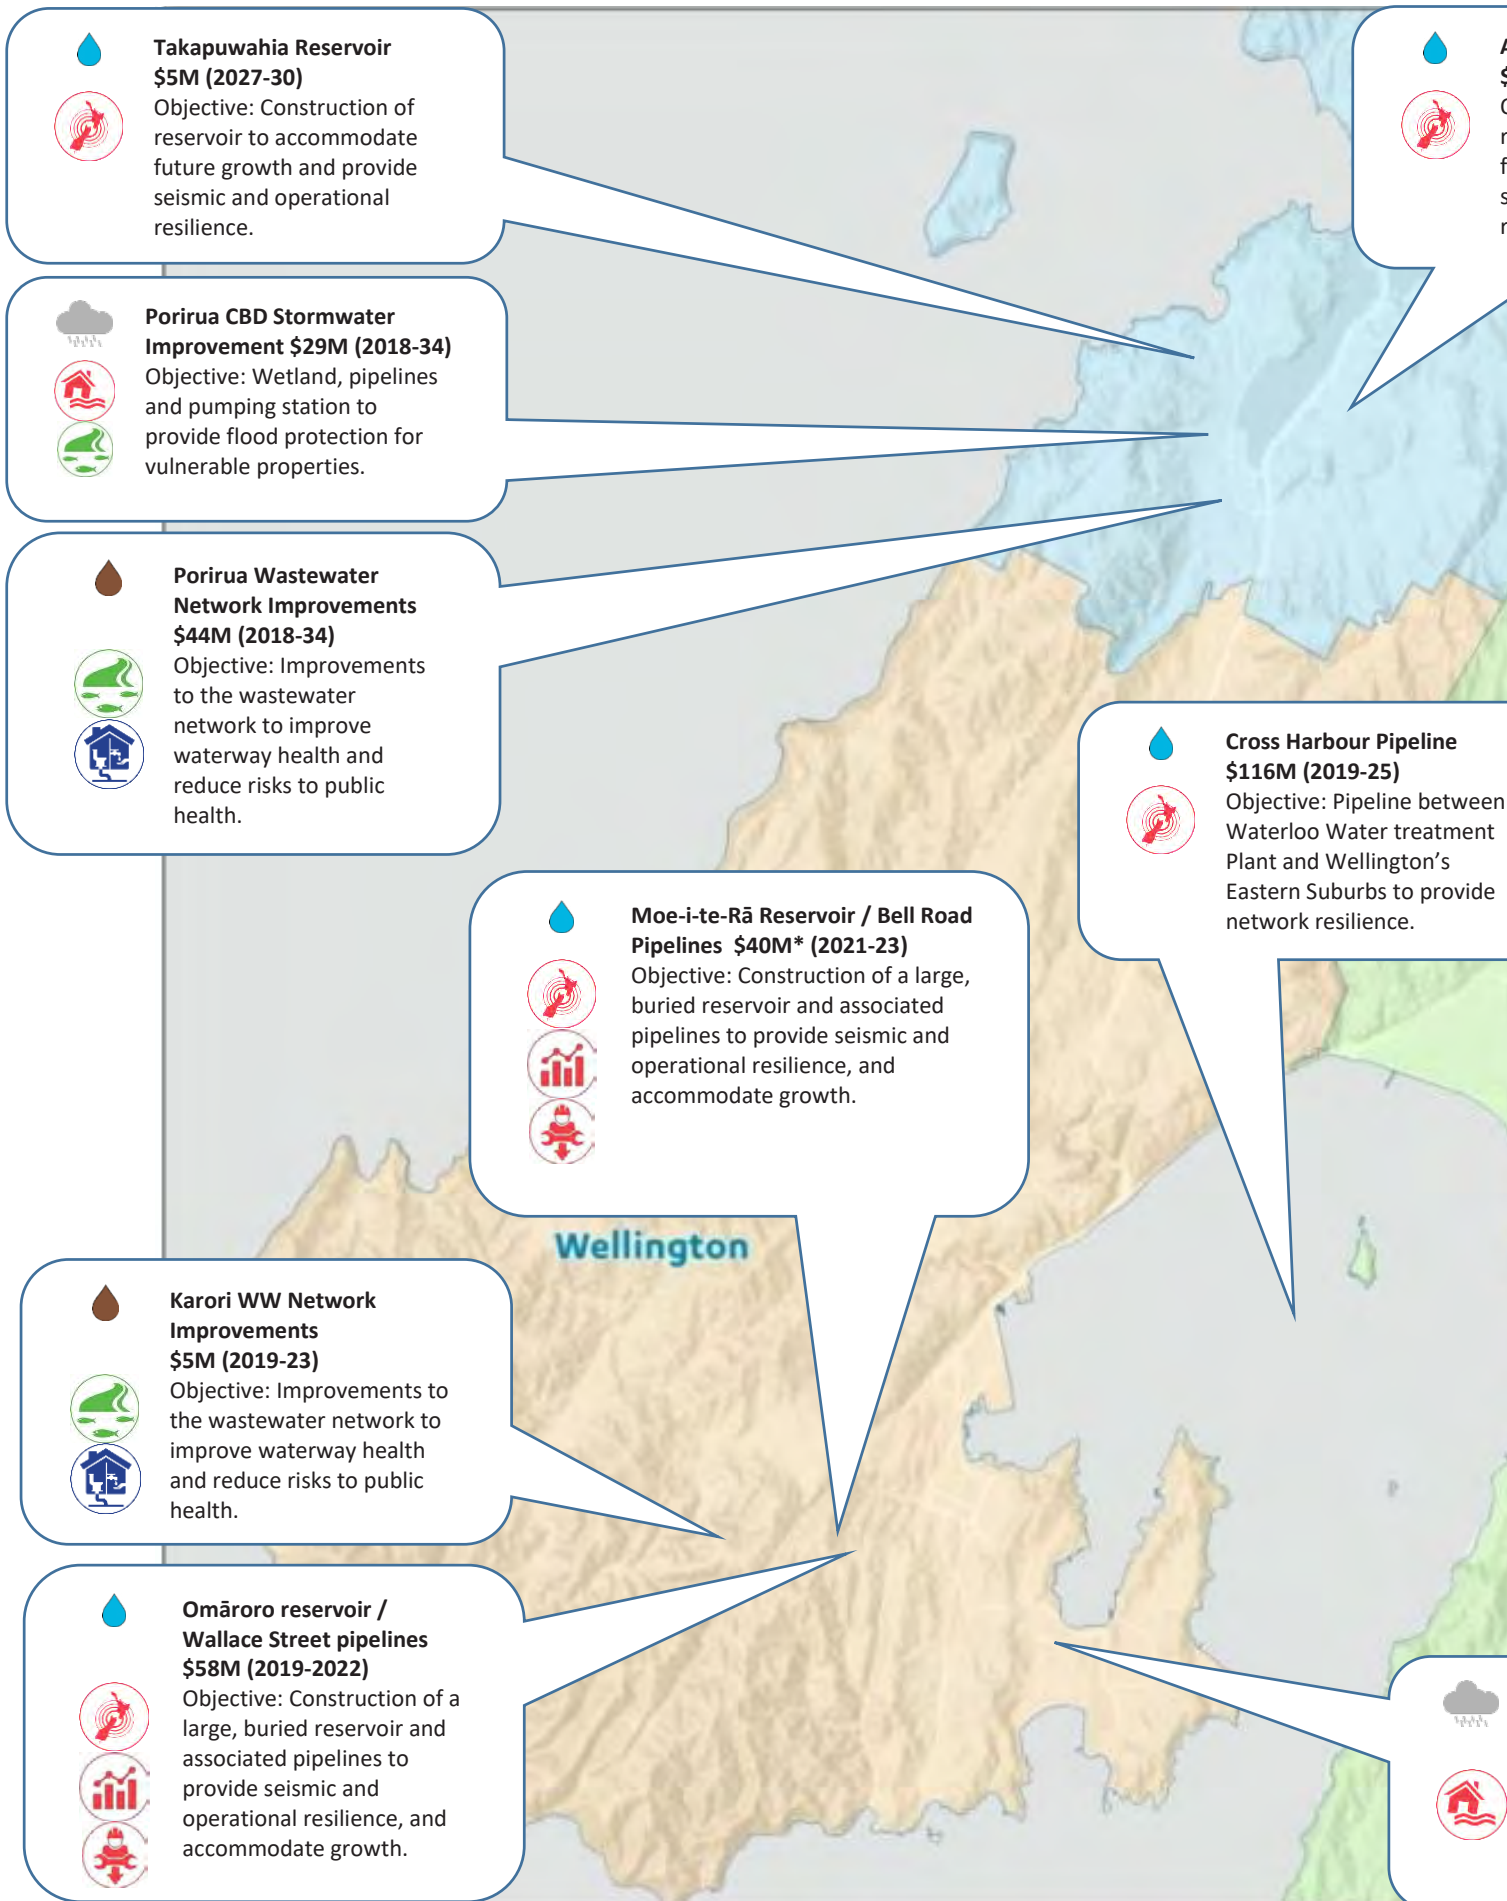 Takapuwahia Reservoir
$5M (2027-30)
Objective: Construction of
reservoir to accommodate
future growth and provide
seismic and operational
resilience.
Porirua CBD Stormwater
Improvement $29M (2018-34)
Objective: Wetland, pipelines
and pumping station to
provide flood protection for
vulnerable properties.
Porirua Wastewater
Network Improvements
$44M (2018-34)
Objective: Improvements
to the wastewater
network to improve
waterway health and
reduce risks to public
health.
Cross Harbour Pipeline
$116M (2019-25)
Objective: Pipeline between
Waterloo Water treatment
Plant and Wellington’s
Eastern Suburbs to provide
network resilience.
Moe-i-te-Rā Reservoir / Bell Road
Pipelines  $40M* (2021-23)
Objective: Construction of a large,
buried reservoir and associated
pipelines to provide seismic and
operational resilience, and
accommodate growth.
Wellington
Karori WW Network
Improvements
$5M (2019-23)
Objective: Improvements to
the wastewater network to
improve waterway health
and reduce risks to public
health.
Omāroro reservoir /
Wallace Street pipelines
$58M (2019-2022)
Objective: Construction of a
large, buried reservoir and
associated pipelines to
provide seismic and
operational resilience, and
accommodate growth.